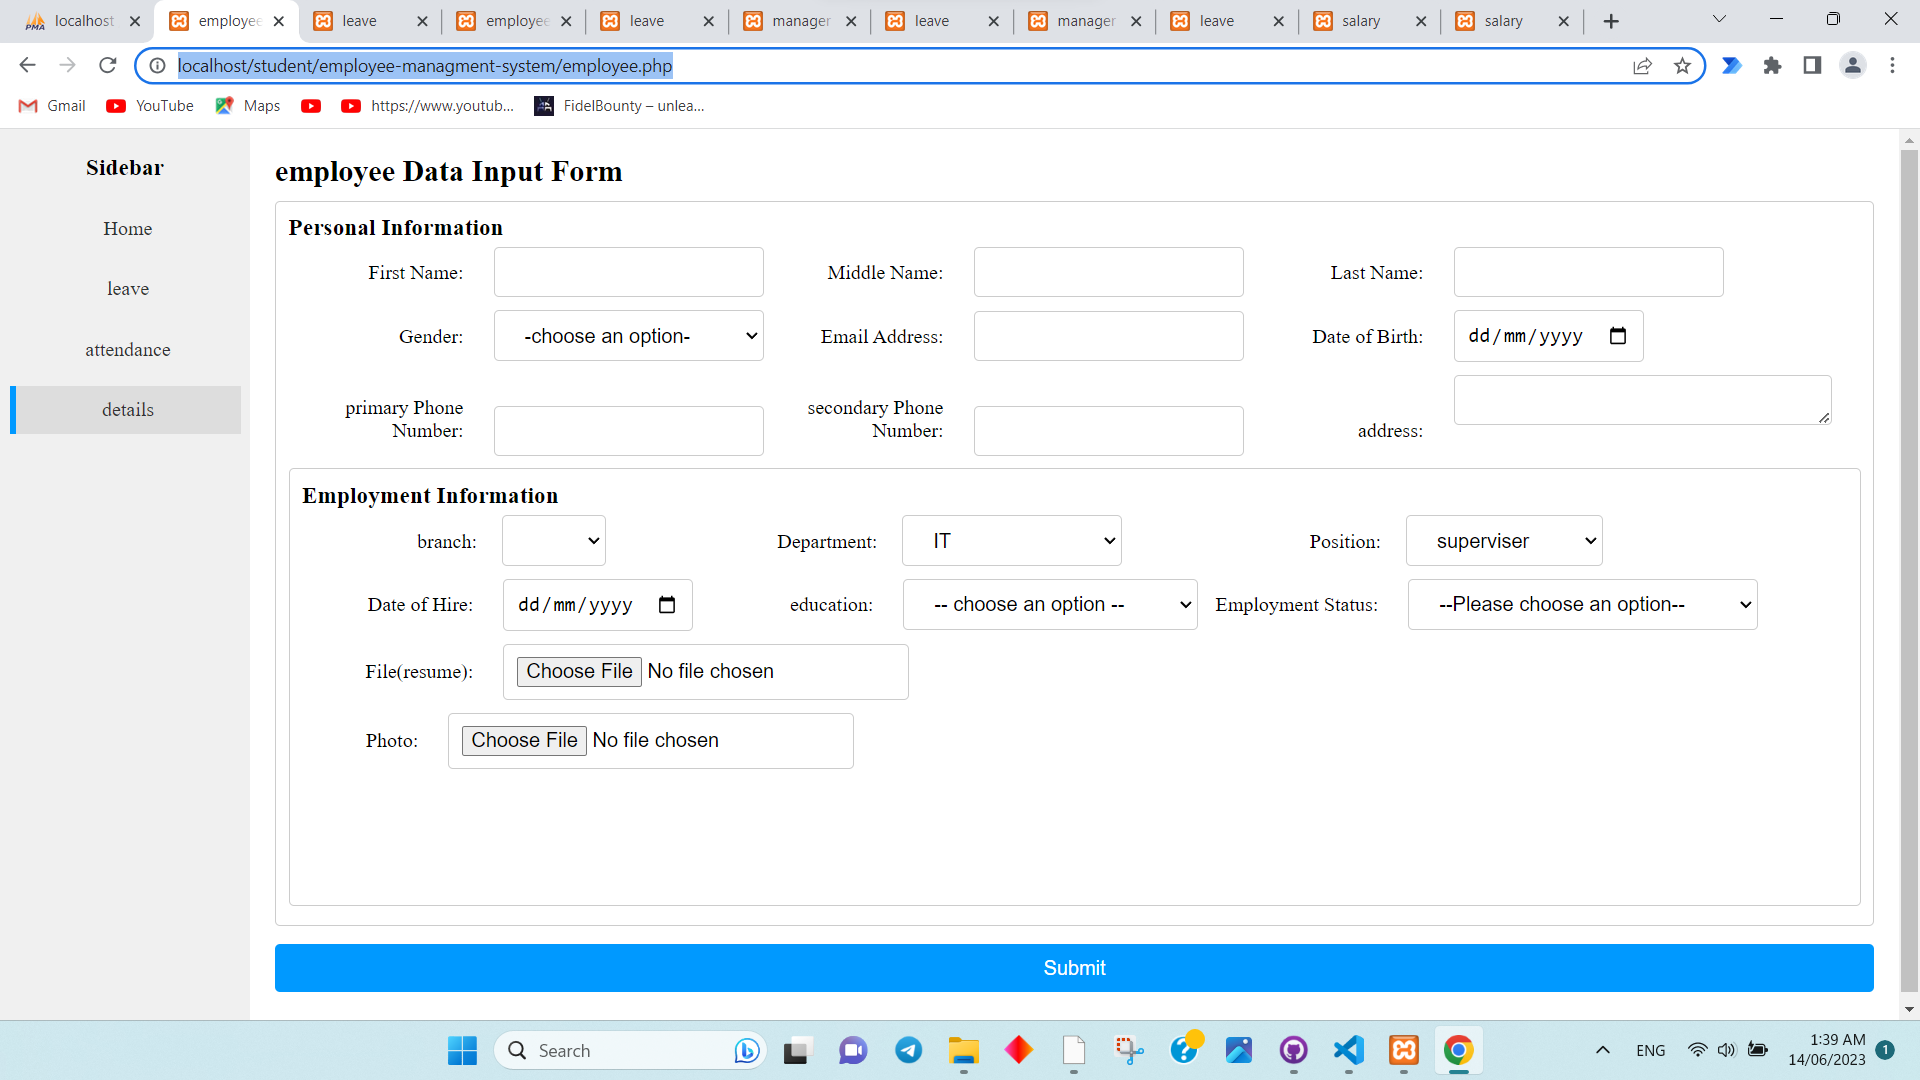 localhost
employee
leave
employee
leave
manager
leave
manager
leave
salary
salary
localhost/student/employee-managment-system/employee.php
Gmail
YouTube
Maps
https://www.youtub...
FidelBounty – unlea...
Sidebar
Home
leave
attendance
details
employee Data Input Form
Personal Information
First Name:
Middle Name:
Last Name:
Gender:
-choose an option-
Email Address:
Date of Birth:
dd/mm/yyyy
primary Phone
Number:
secondary Phone
Number:
address:
Employment Information
branch:
Department:
IT
Position:
superviser
Date of Hire:
dd/mm/yyyy
education:
-- choose an option --
Employment Status:
--Please choose an option--
File(resume):
Choose File No file chosen
Photo:
Choose File No file chosen
Submit
Search
ENG
1:39 AM
14/06/2023
1